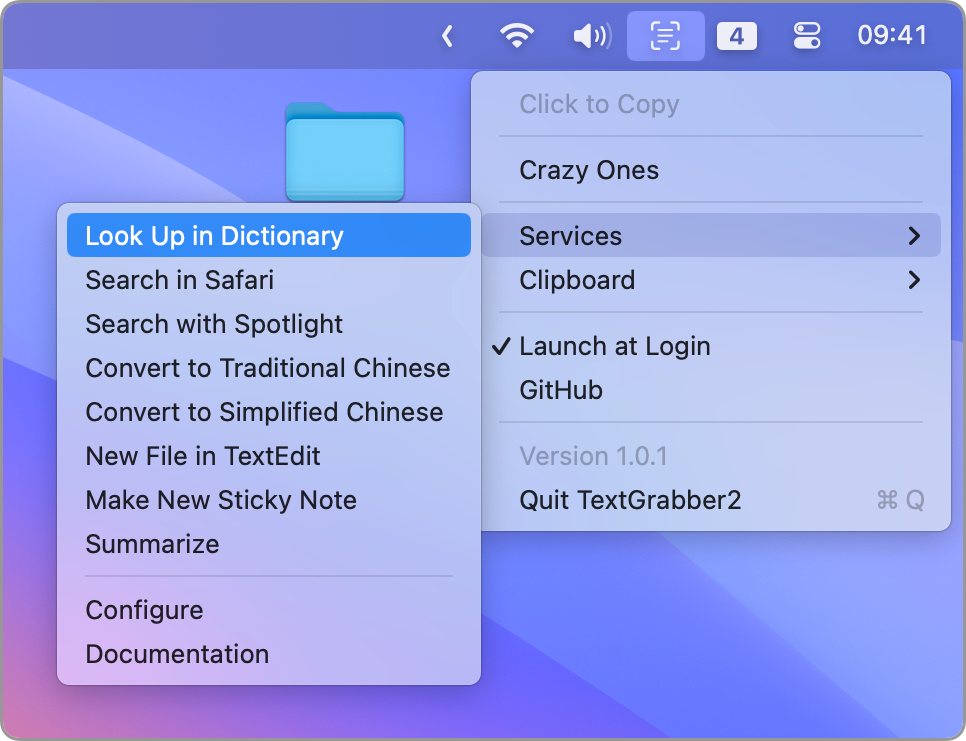 4
09:41
Click to Copy
Crazy Ones
Services
Clipboard
✓ Launch at Login
GitHub
Version 1.0.1
Quit TextGrabber2 ⌘ Q
Look Up in Dictionary
Search in Safari
Search with Spotlight
Convert to Traditional Chinese
Convert to Simplified Chinese
New File in TextEdit
Make New Sticky Note
Summarize
Configure
Documentation